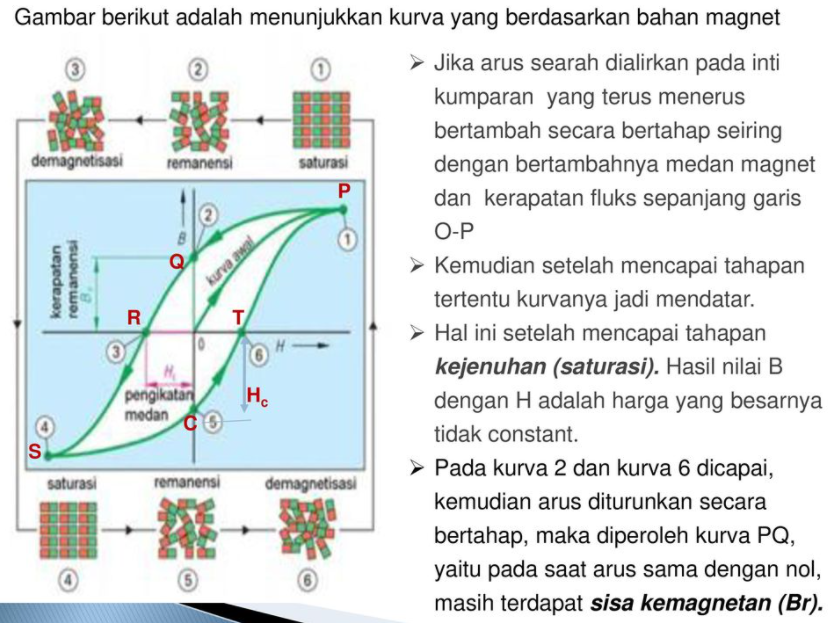 Gambar berikut adalah menunjukkan kurva yang berdasarkan bahan magnet
3
2
1
demagnetisasi
remanensi
saturasi
P
2
B
1
kurva awal
kerapatan
remanensi
Q
R
T
3
0
6
H
pengikatan
medan
Hc
4
C
5
S
saturasi
remanensi
demagnetisasi
4
5
6
➢ Jika arus searah dialirkan pada inti
kumparan yang terus menerus
bertambah secara bertahap seiring
dengan bertambahnya medan magnet
dan kerapatan fluks sepanjang garis
O-P
➢ Kemudian setelah mencapai tahapan
tertentu kurvanya jadi mendatar.
➢ Hal ini setelah mencapai tahapan
kejenuhan (saturasi). Hasil nilai B
dengan H adalah harga yang besarnya
tidak constant.
➢ Pada kurva 2 dan kurva 6 dicapai,
kemudian arus diturunkan secara
bertahap, maka diperoleh kurva PQ,
yaitu pada saat arus sama dengan nol,
masih terdapat sisa kemagnetan (Br).